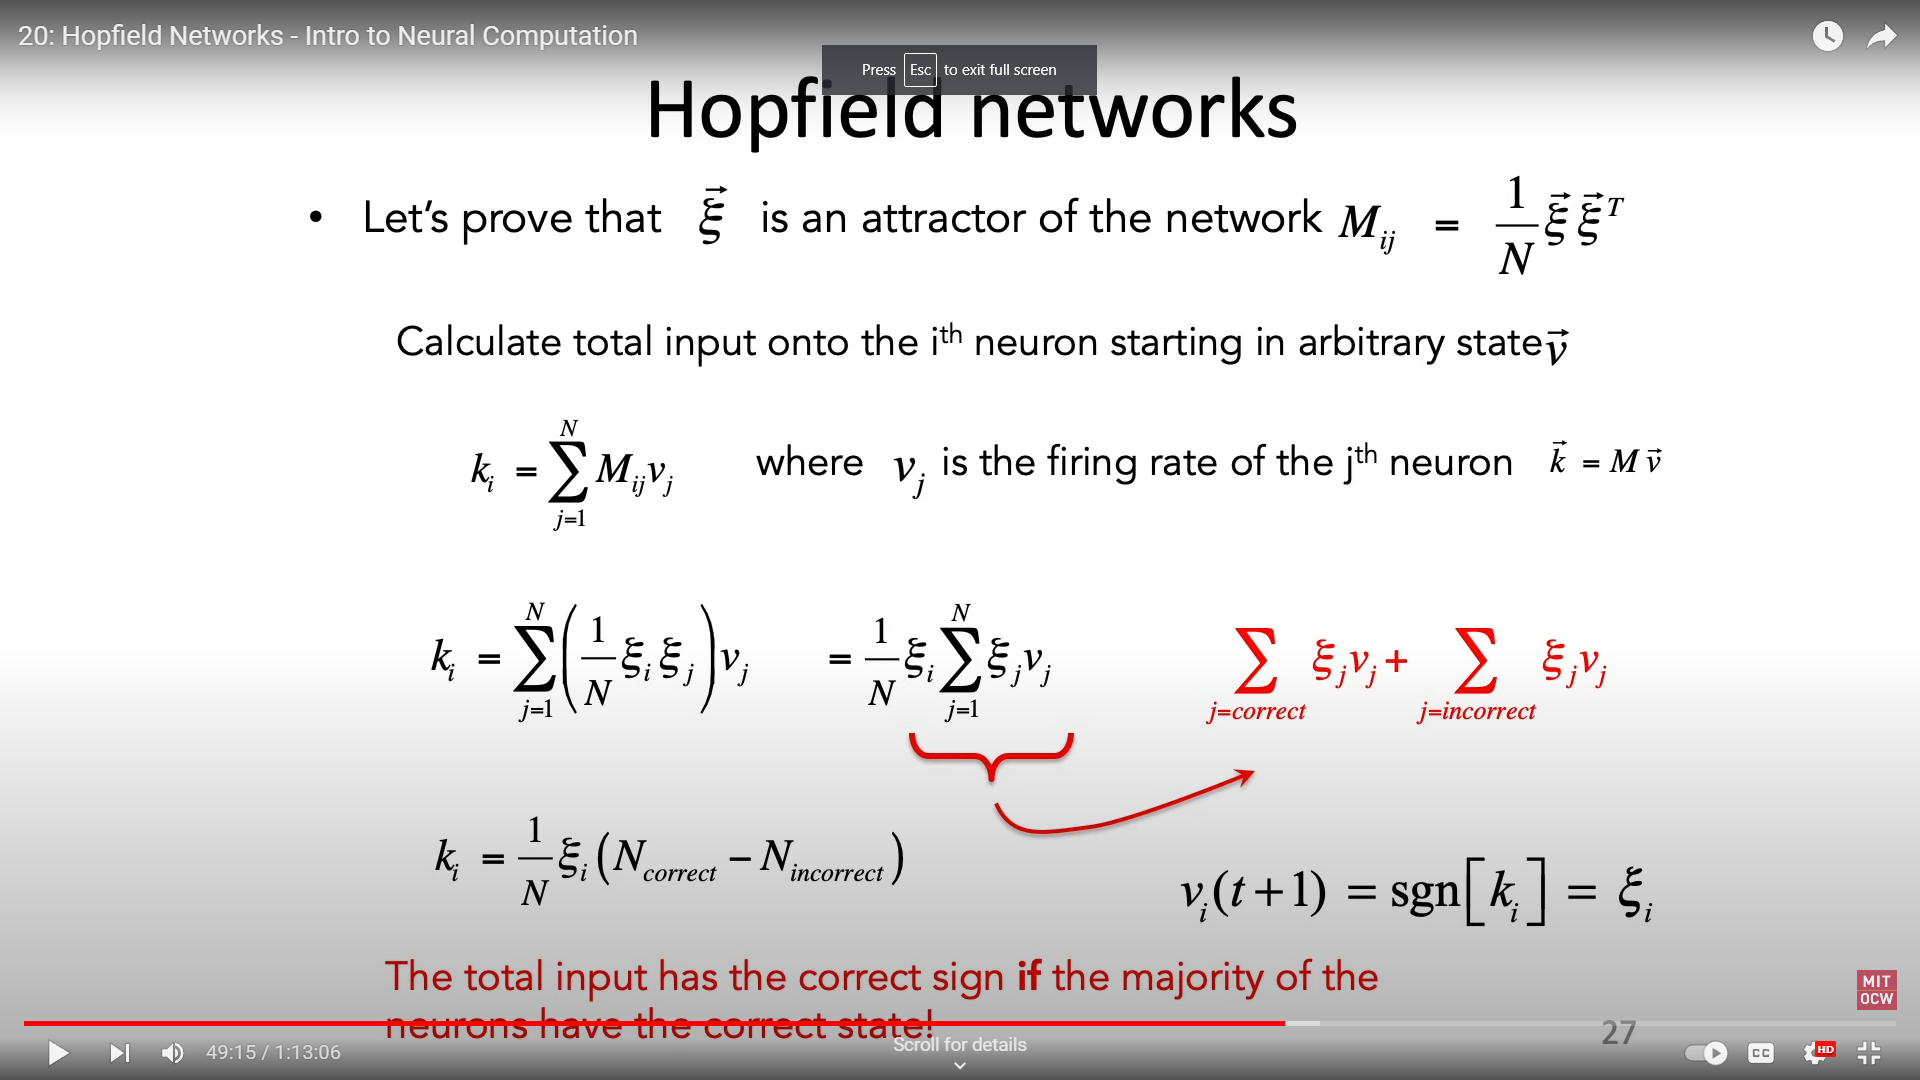 20: Hopfield Networks - Intro to Neural Computation
Press Esc to exit full screen
Hopfield networks
• Let's prove that $\vec{\xi}$ is an attractor of the network $M_{ij} = \frac{1}{N} \vec{\xi} \vec{\xi}^T$
Calculate total input onto the i^th neuron starting in arbitrary state $\vec{v}$
$k_i = \sum_{j=1}^{N} M_{ij} v_j$ where $v_j$ is the firing rate of the j^th neuron $\vec{k} = M \vec{v}$
$k_i = \sum_{j=1}^{N} \left( \frac{1}{N} \xi_i \xi_j \right) v_j = \frac{1}{N} \xi_i \sum_{j=1}^{N} \xi_j v_j$ $\sum_{j=correct} \xi_j v_j + \sum_{j=incorrect} \xi_j v_j$
$k_i = \frac{1}{N} \xi_i \left( N_{correct} - N_{incorrect} \right)$
$v_i(t+1) = \text{sgn}[k_i] = \xi_i$
The total input has the correct sign if the majority of the
neurons have the correct state!
MIT
OCW
27
49:15 / 1:13:06
Scroll for details
CC
HD